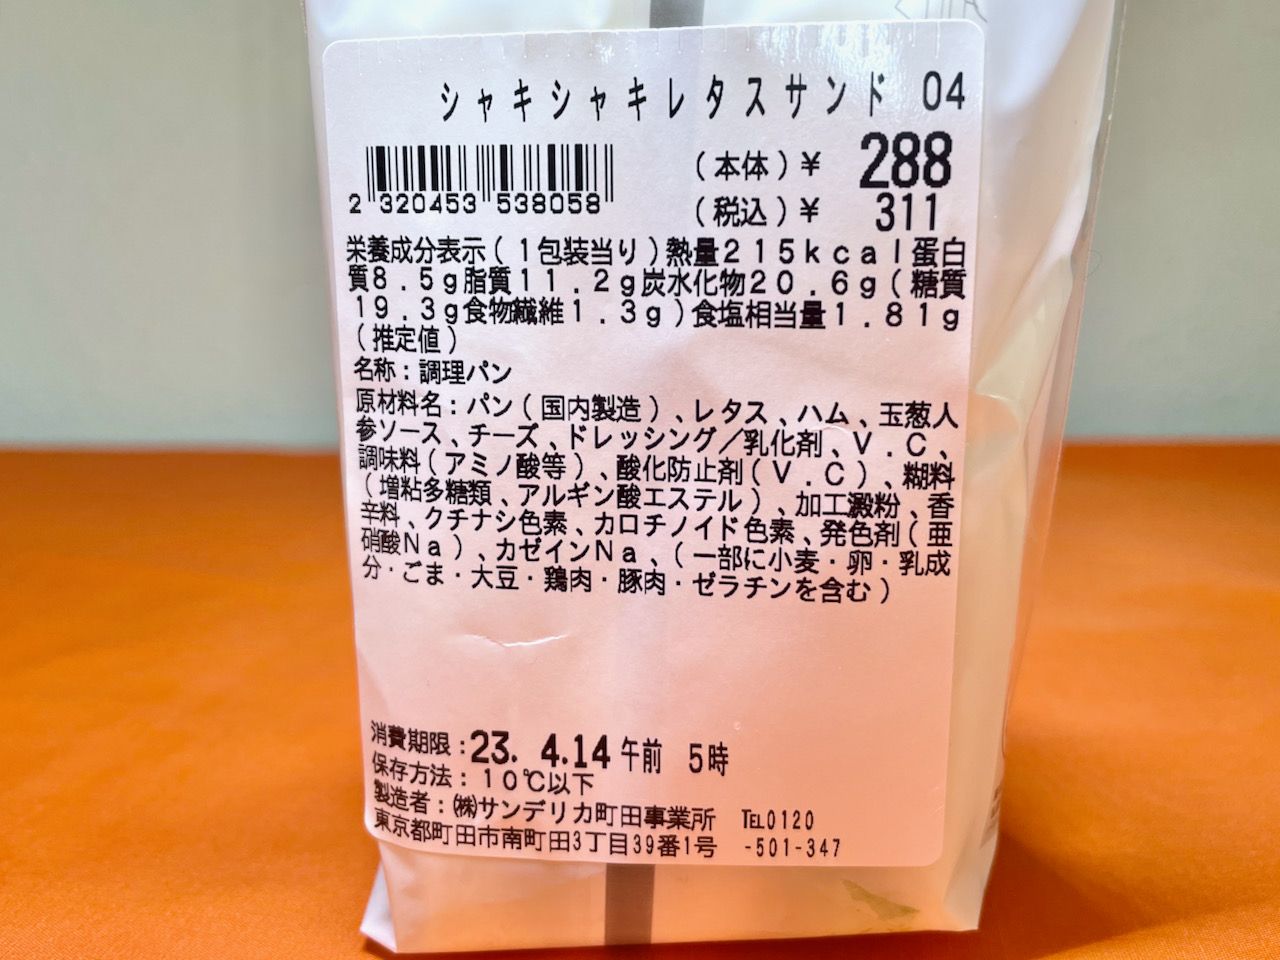 シャキシャキレタスサンド 04
(本体)¥ 288
2 320453 538058
(税込)¥ 311
栄養成分表示(1包装当り)熱量215kcal蛋白
質8.5g脂質11.2g炭水化物20.6g(糖質
19.3g食物繊維1.3g)食塩相当量1.81g
(推定値)
名称:調理パン
原材料名:パン(国内製造)、レタス、ハム、玉葱人
参ソース、チーズ、ドレッシング/乳化剤、V.C、
調味料(アミノ酸等)、酸化防止剤(V.C)、糊料
(増粘多糖類、アルギン酸エステル)、加工澱粉、香
辛料、クチナシ色素、カロチノイド色素、発色剤(亜
硝酸Na)、カゼインNa、(一部に小麦・卵・乳成
分・ごま・大豆・鶏肉・豚肉・ゼラチンを含む)
消費期限:23. 4.14 午前 5時
保存方法:10℃以下
製造者:㈱サンデリカ町田事業所 TEL0120
東京都町田市南町田3丁目39番1号 -501-347